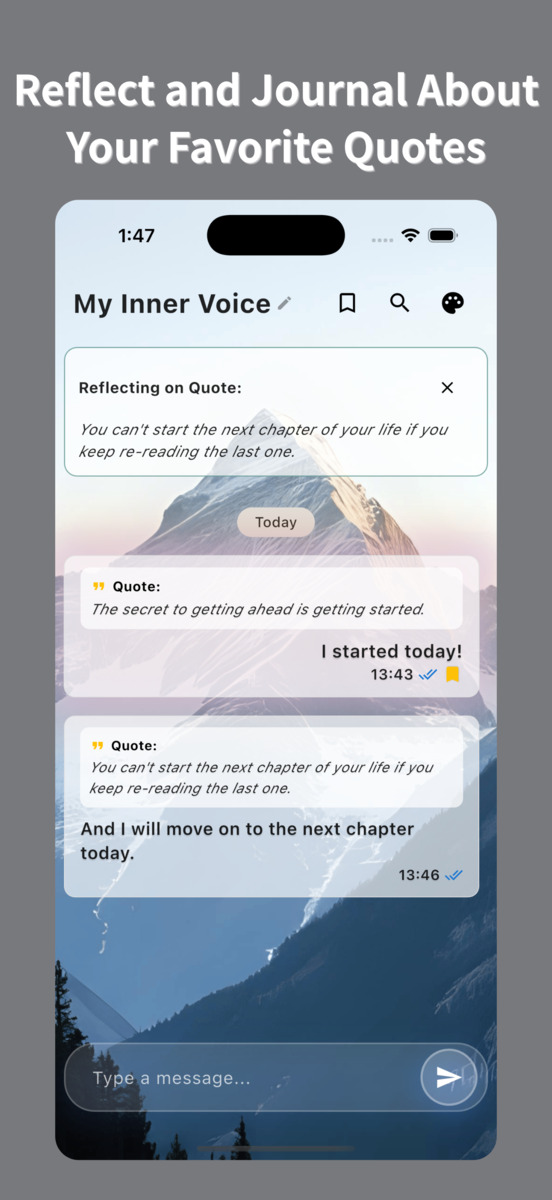 Reflect and Journal About
Your Favorite Quotes
1:47
My Inner Voice
Reflecting on Quote:
You can't start the next chapter of your life if you
keep re-reading the last one.
Today
Quote:
The secret to getting ahead is getting started.
I started today!
13:43
Quote:
You can't start the next chapter of your life if you
keep re-reading the last one.
And I will move on to the next chapter
today.
13:46
Type a message...